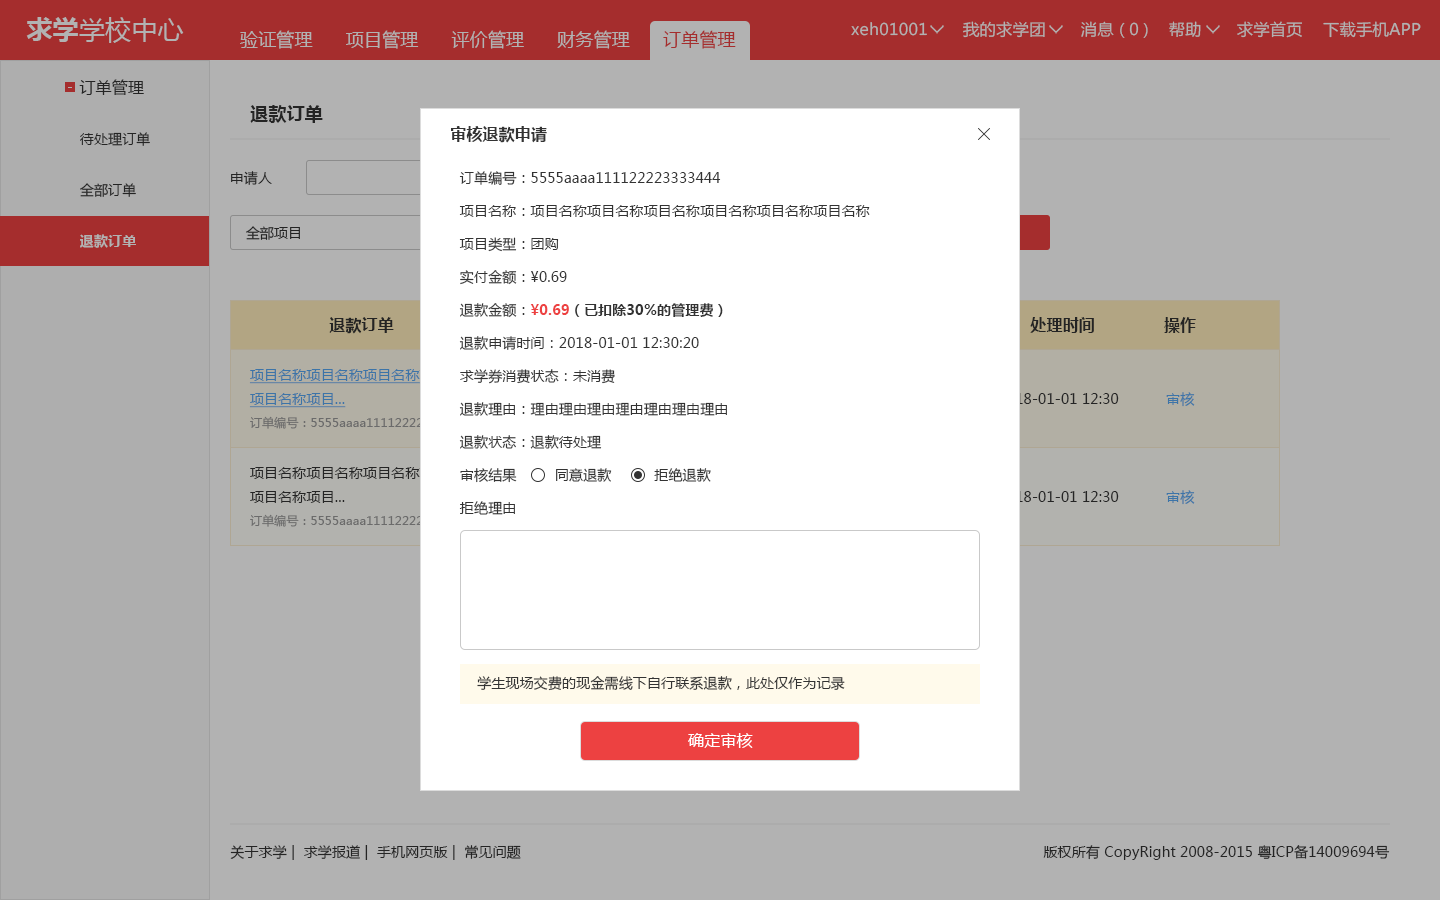 求学学校中心
验证管理 项目管理 评价管理 财务管理 订单管理
xeh01001 我的求学团 消息（0） 帮助 求学首页 下载手机APP
订单管理
待处理订单
全部订单
退款订单
退款订单
申请人
全部项目
退款订单 处理时间 操作
项目名称项目名称项目名称
项目名称项目...
订单编号：5555aaaa1111222
18-01-01 12:30 审核
项目名称项目名称项目名称
项目名称项目...
订单编号：5555aaaa1111222
18-01-01 12:30 审核
审核退款申请
订单编号：5555aaaa111122223333444
项目名称：项目名称项目名称项目名称项目名称项目名称项目名称
项目类型：团购
实付金额：¥0.69
退款金额：¥0.69（已扣除30%的管理费）
退款申请时间：2018-01-01 12:30:20
求学券消费状态：未消费
退款理由：理由理由理由理由理由理由理由
退款状态：退款待处理
审核结果 同意退款 拒绝退款
拒绝理由
学生现场交费的现金需线下自行联系退款，此处仅作为记录
确定审核
关于求学 | 求学报道 | 手机网页版 | 常见问题
版权所有 CopyRight 2008-2015 粤ICP备14009694号